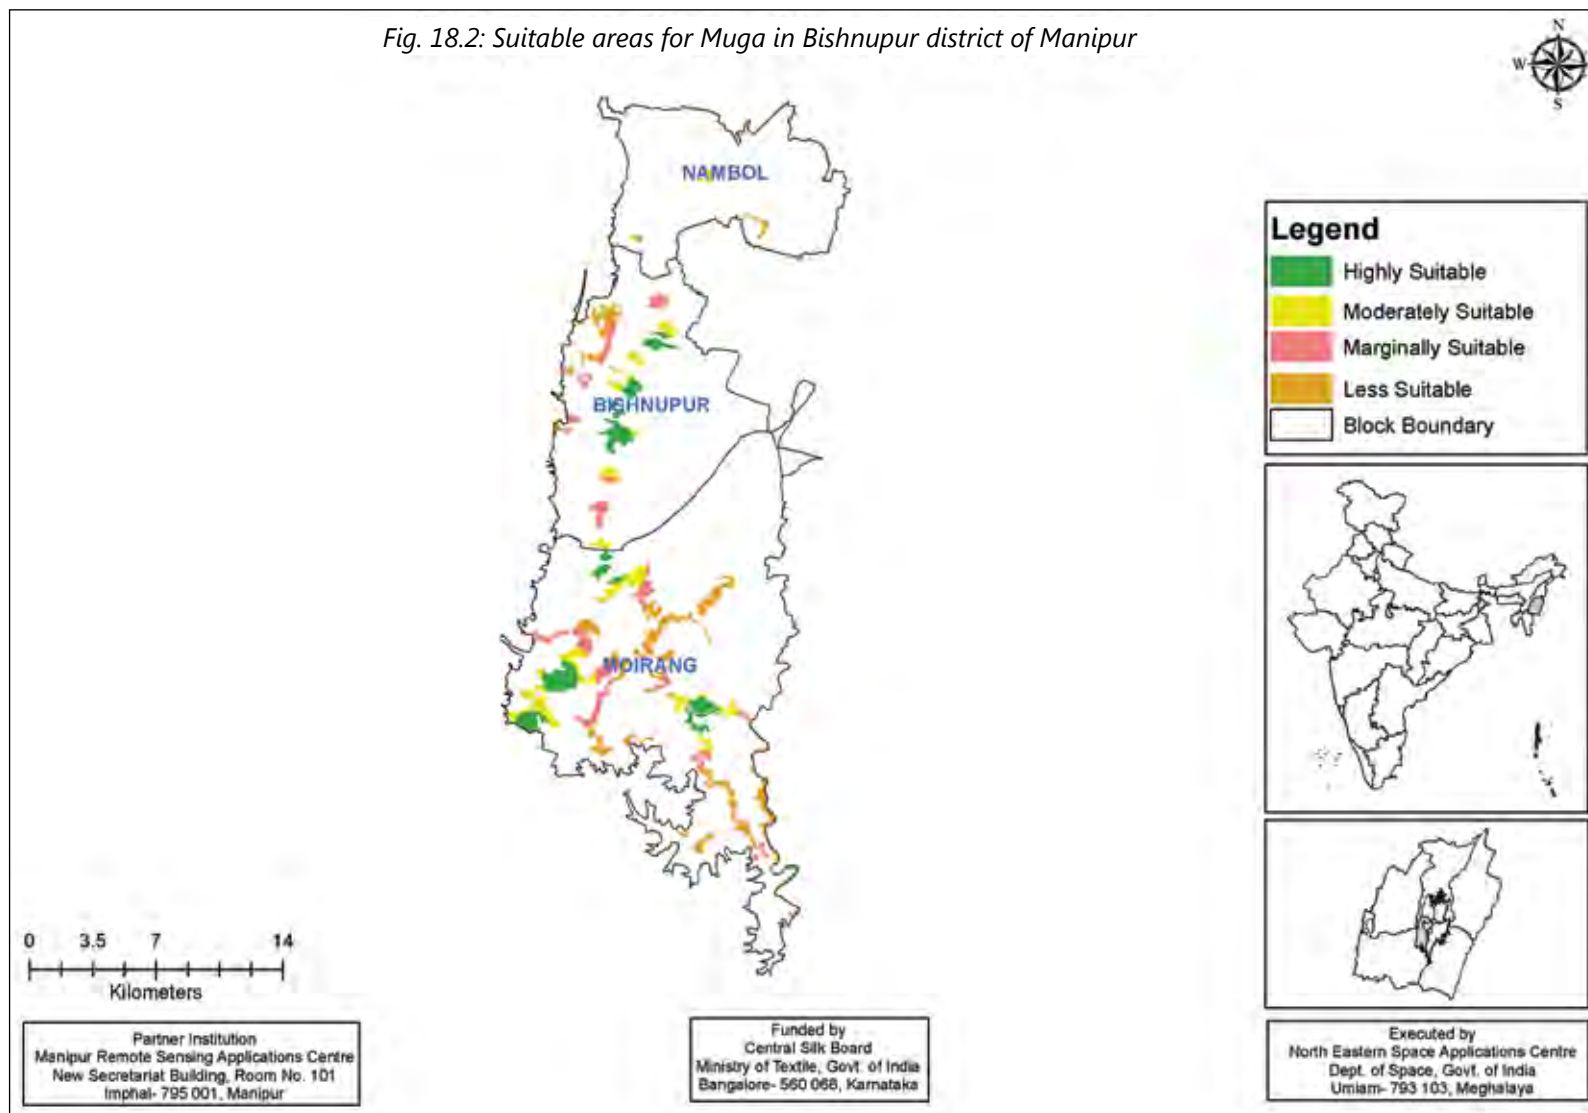 Fig. 18.2: Suitable areas for Muga in Bishnupur district of Manipur
N
W
S
NAMBOL
BISHNUPUR
MOIRANG
Legend
Highly Suitable
Moderately Suitable
Marginally Suitable
Less Suitable
Block Boundary
0 3.5 7 14
Kilometers
Partner Institution
Manipur Remote Sensing Applications Centre
New Secretariat Building, Room No. 101
Imphal- 795 001, Manipur
Funded by
Central Silk Board
Ministry of Textile, Govt. of India
Bangalore- 560 068, Karnataka
Executed by
North Eastern Space Applications Centre
Dept. of Space, Govt. of India
Umiam- 793 103, Meghalaya